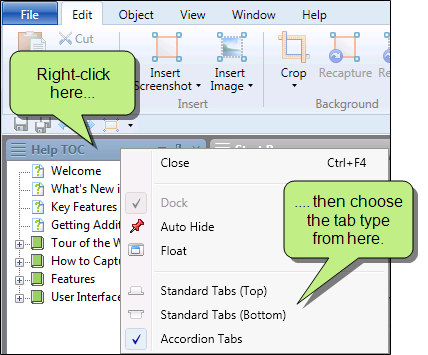 File Edit Object View Window Help
Cut
Right-click
here...
Insert
Screenshot
Insert
Image
Crop
Recapture
Insert
Background
Help TOC
Welcome
What's New i
Key Features
Getting Addit
Tour of the W
How to Captu
Features
User Interface
Close Ctrl+F4
Dock
Auto Hide
Float
Standard Tabs (Top)
Standard Tabs (Bottom)
Accordion Tabs
.... then choose
the tab type
from here.